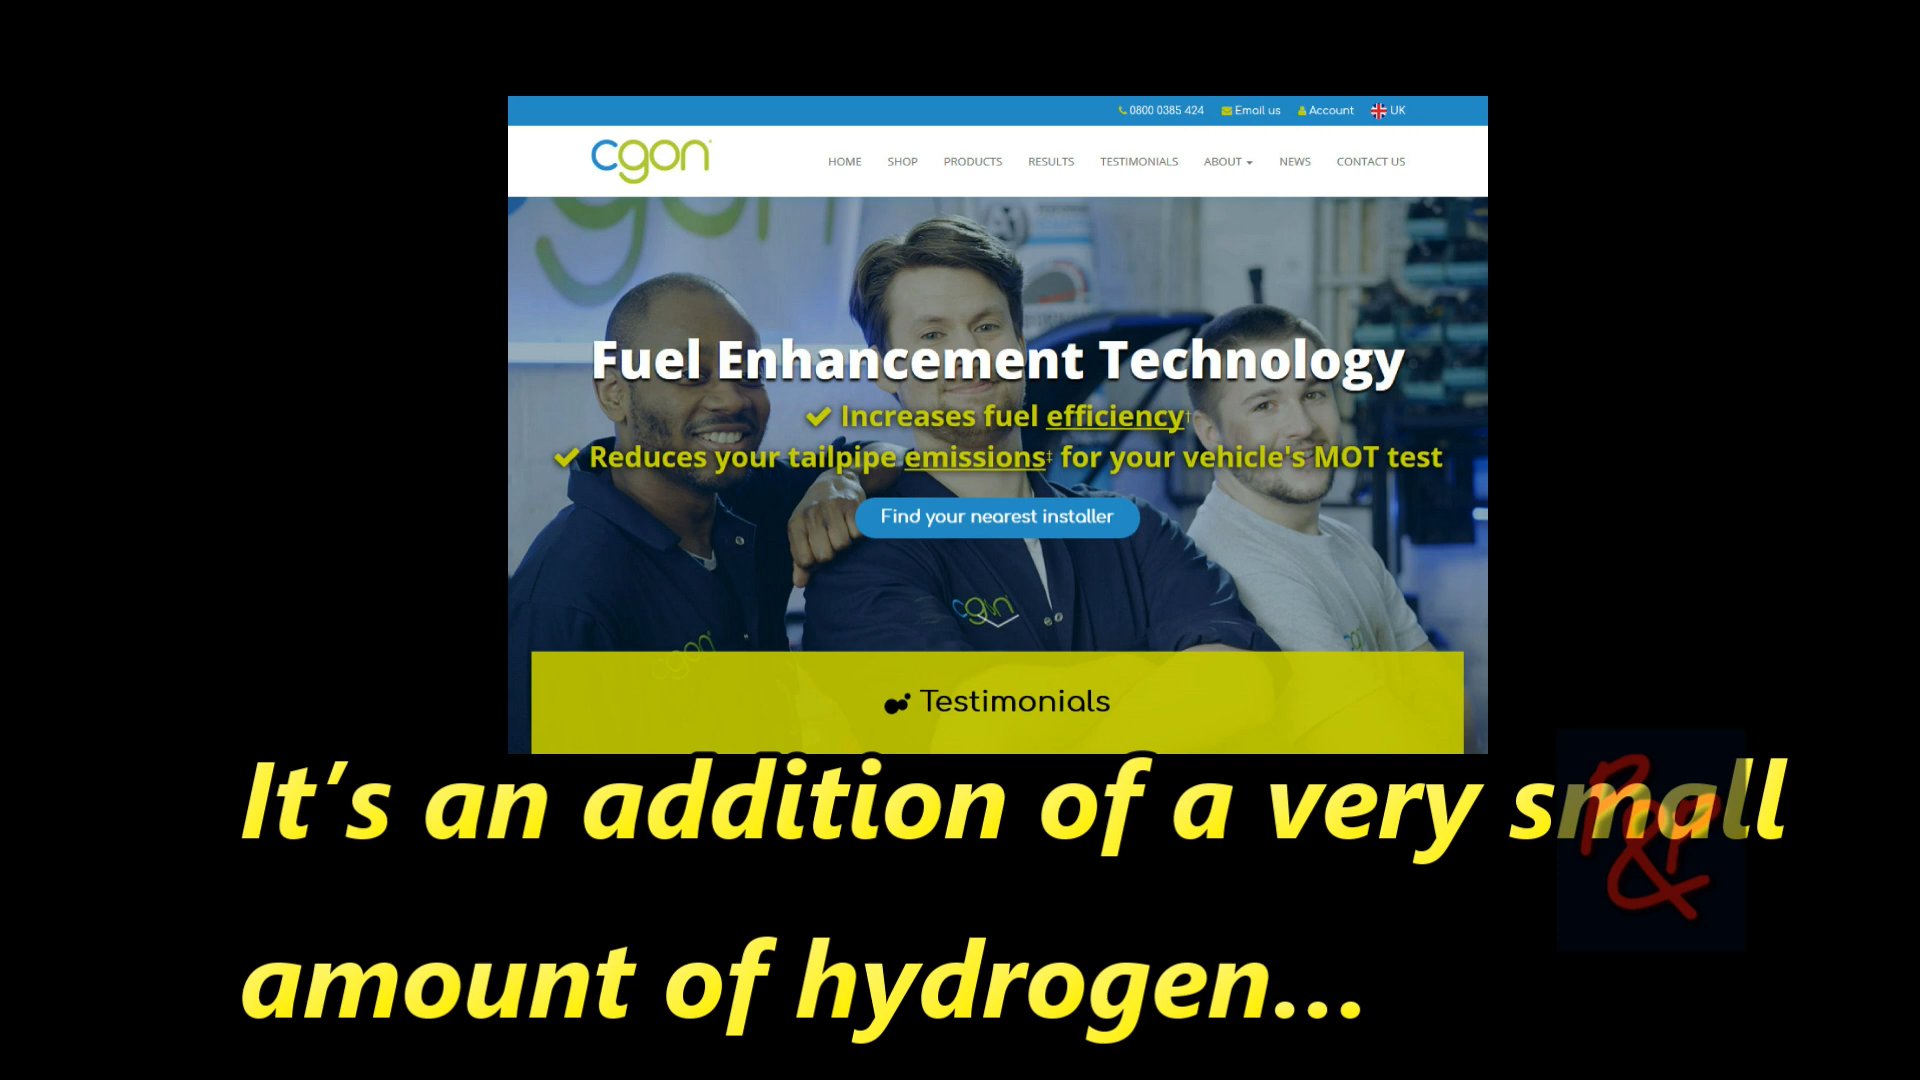 0800 0385 424 Email us Account UK
cgon
HOME SHOP PRODUCTS RESULTS TESTIMONIALS ABOUT NEWS CONTACT US
Fuel Enhancement Technology
✔ Increases fuel efficiency†
✔ Reduces your tailpipe emissions‡ for your vehicle's MOT test
Find your nearest installer
cgon
cgon
Testimonials
It’s an addition of a very small
amount of hydrogen...